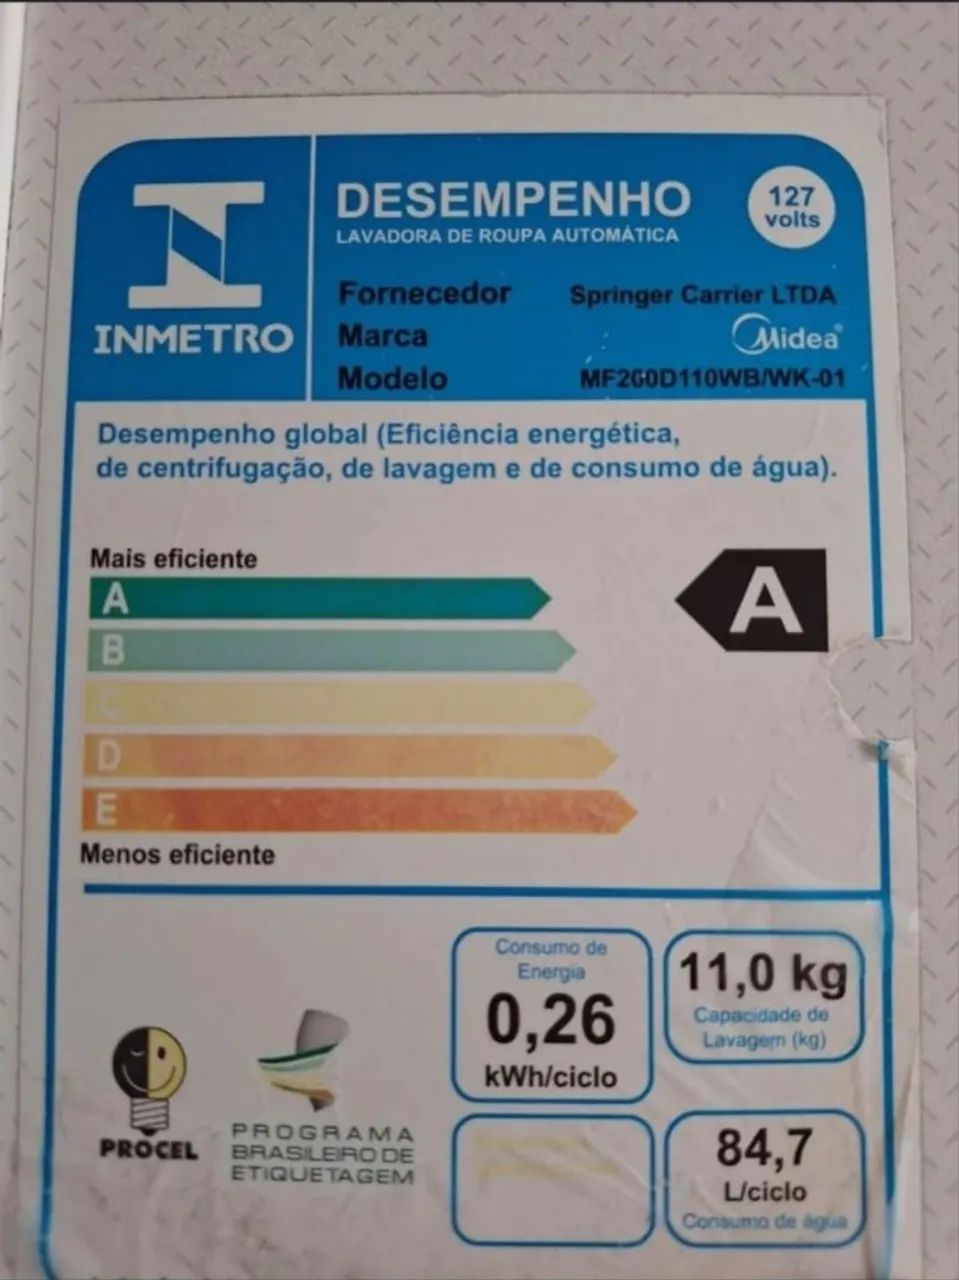 INMETRO
DESEMPENHO
LAVADORA DE ROUPA AUTOMÁTICA
127
volts
Fornecedor Springer Carrier LTDA
Marca Midea®
Modelo MF200D110WB/WK-01
Desempenho global (Eficiência energética,
de centrifugação, de lavagem e de consumo de água).
Mais eficiente
A
A
B
C
D
E
Menos eficiente
Consumo de
Energia
0,26
kWh/ciclo
11,0 kg
Capacidade de
Lavagem (kg)
PROCEL
PROGRAMA
BRASILEIRO DE
ETIQUETAGEM
84,7
L/ciclo
Consumo de água